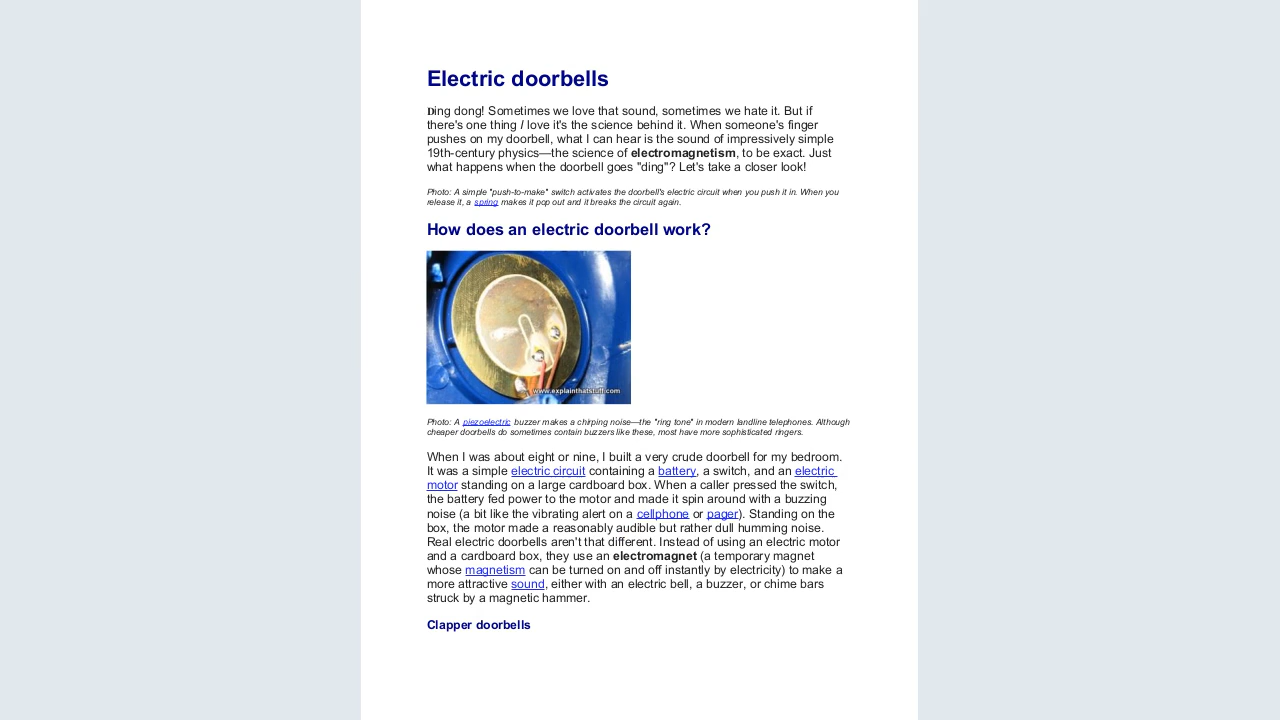 Electric doorbells
Ding dong! Sometimes we love that sound, sometimes we hate it. But if
there's one thing I love it's the science behind it. When someone's finger
pushes on my doorbell, what I can hear is the sound of impressively simple
19th-century physics—the science of electromagnetism, to be exact. Just
what happens when the doorbell goes "ding"? Let's take a closer look!
Photo: A simple "push-to-make" switch activates the doorbell's electric circuit when you push it in. When you
release it, a spring makes it pop out and it breaks the circuit again.
How does an electric doorbell work?
www.explainthatstuff.com
Photo: A piezoelectric buzzer makes a chirping noise—the "ring tone" in modern landline telephones. Although
cheaper doorbells do sometimes contain buzzers like these, most have more sophisticated ringers.
When I was about eight or nine, I built a very crude doorbell for my bedroom.
It was a simple electric circuit containing a battery, a switch, and an electric
motor standing on a large cardboard box. When a caller pressed the switch,
the battery fed power to the motor and made it spin around with a buzzing
noise (a bit like the vibrating alert on a cellphone or pager). Standing on the
box, the motor made a reasonably audible but rather dull humming noise.
Real electric doorbells aren't that different. Instead of using an electric motor
and a cardboard box, they use an electromagnet (a temporary magnet
whose magnetism can be turned on and off instantly by electricity) to make a
more attractive sound, either with an electric bell, a buzzer, or chime bars
struck by a magnetic hammer.
Clapper doorbells